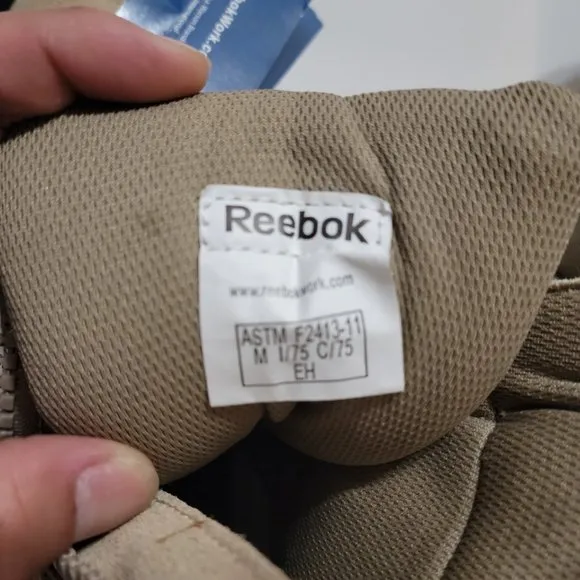 Reebok
www.reebokwork.com
ASTM F2413-11
M I/75 C/75
EH